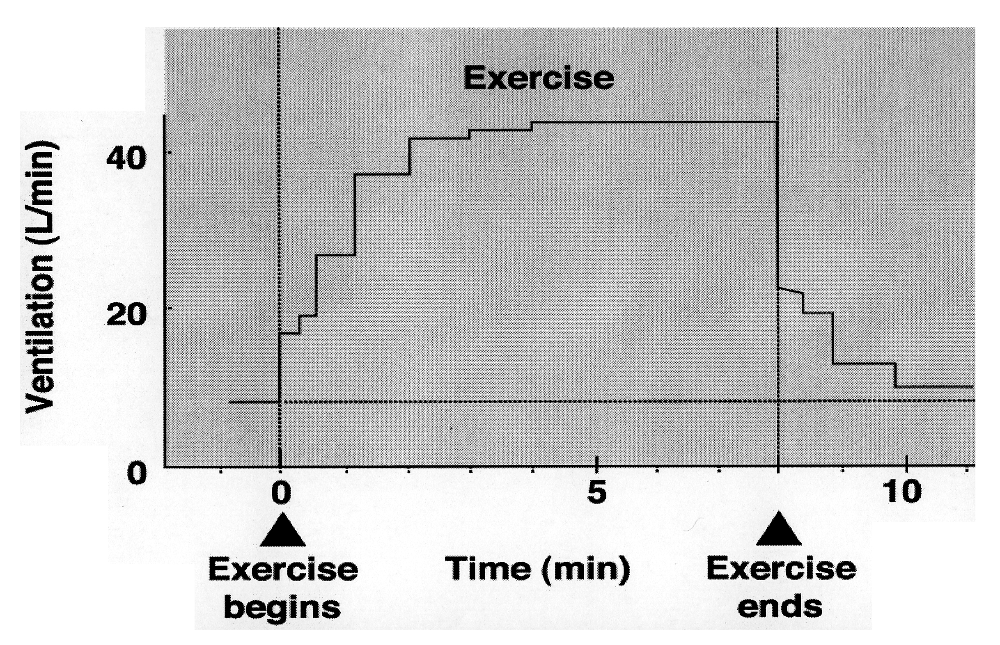 Exercise
Ventilation (L/min)
40
20
0
0
5
10
Exercise
begins
Time (min)
Exercise
ends